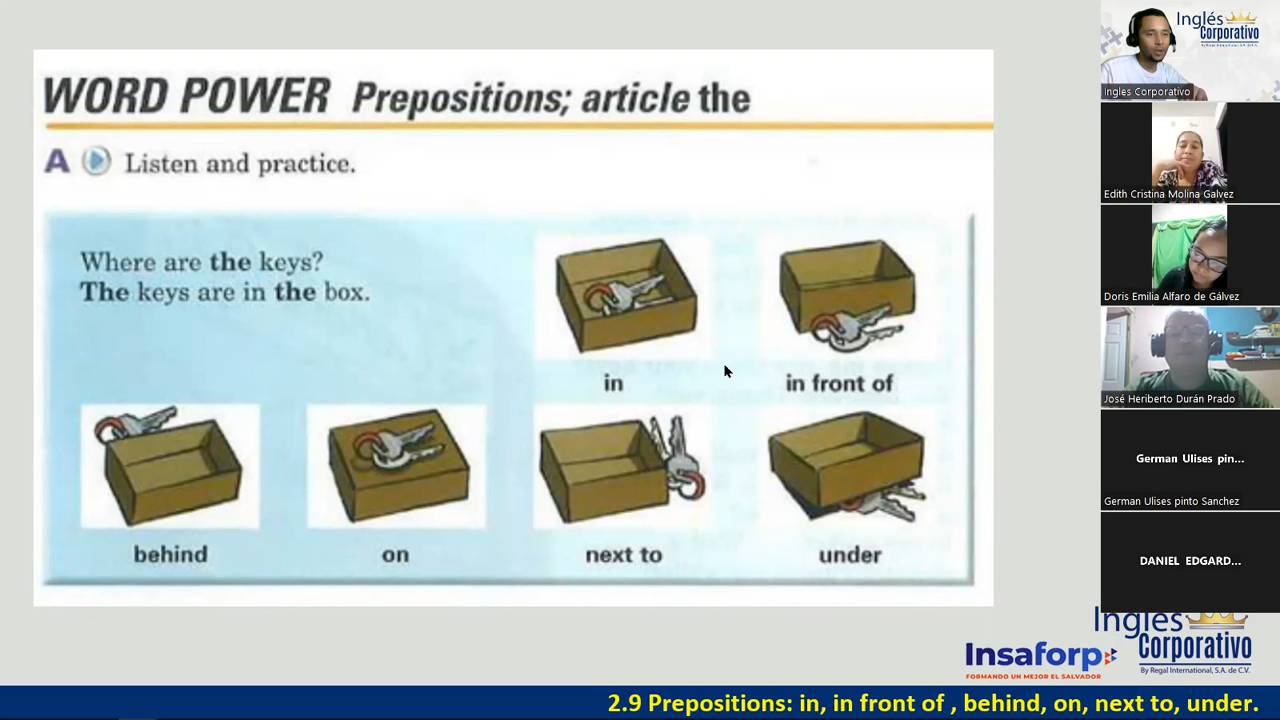 WORD POWER Prepositions; article the
A Listen and practice.
Where are the keys?
The keys are in the box.
in
in front of
behind
on
next to
under
Inglés
Corporativo
By Regal International, S.A. de C.V.
Ingles Corporativo
Edith Cristina Molina Galvez
Doris Emilia Alfaro de Gálvez
José Heriberto Durán Prado
German Ulises pin...
German Ulises pinto Sanchez
DANIEL EDGARD...
Insaforp
FORMANDO UN MEJOR EL SALVADOR
Inglés
Corporativo
By Regal International, S.A. de C.V.
2.9 Prepositions: in, in front of , behind, on, next to, under.